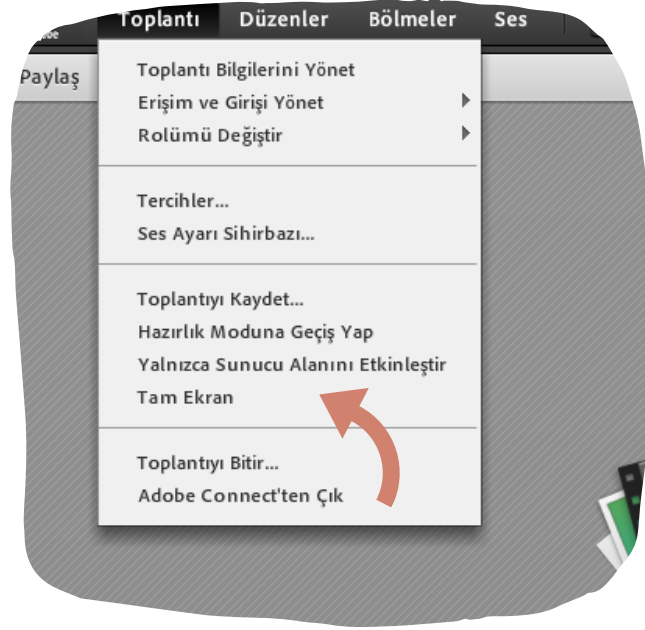 Toplantı Düzenler Bölmeler Ses
Paylaş
Toplantı Bilgilerini Yönet
Erişim ve Girişi Yönet
Rolümü Değiştir
Tercihler...
Ses Ayarı Sihirbazı...
Toplantıyı Kaydet...
Hazırlık Moduna Geçiş Yap
Yalnızca Sunucu Alanını Etkinleştir
Tam Ekran
Toplantıyı Bitir...
Adobe Connect'ten Çık